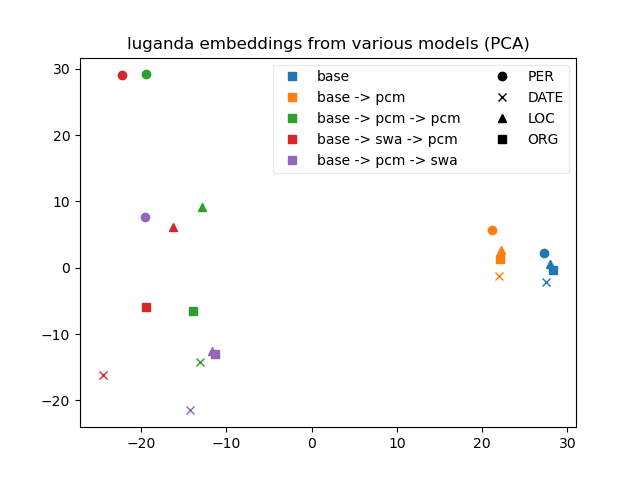 luganda embeddings from various models (PCA)
base
base -> pcm
base -> pcm -> pcm
base -> swa -> pcm
base -> pcm -> swa
PER
DATE
LOC
ORG
30
20
10
0
−10
−20
−20
−10
0
10
20
30